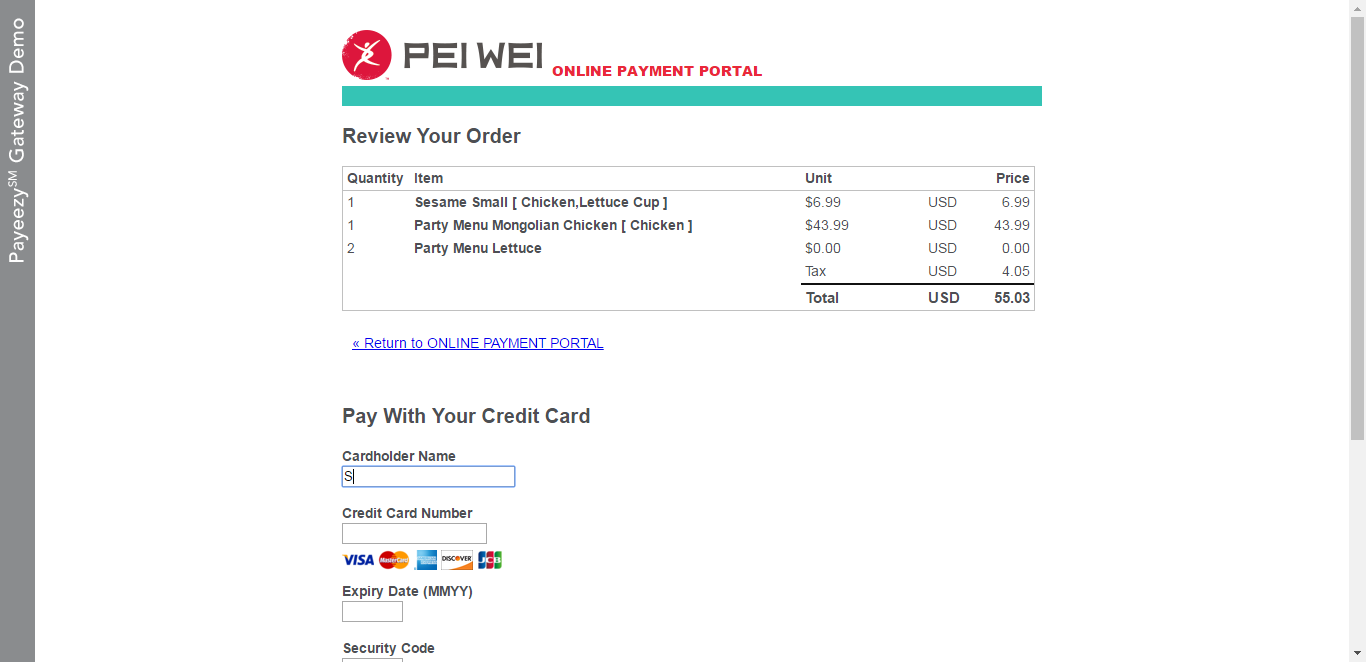 Payeezy℠ Gateway Demo
PEI WEI ONLINE PAYMENT PORTAL
Review Your Order
Quantity Item Unit Price
1 Sesame Small [ Chicken,Lettuce Cup ] $6.99 USD 6.99
1 Party Menu Mongolian Chicken [ Chicken ] $43.99 USD 43.99
2 Party Menu Lettuce $0.00 USD 0.00
Tax USD 4.05
Total USD 55.03
« Return to ONLINE PAYMENT PORTAL
Pay With Your Credit Card
Cardholder Name
S
Credit Card Number
VISA MasterCard DISCOVER JCB
Expiry Date (MMYY)
Security Code